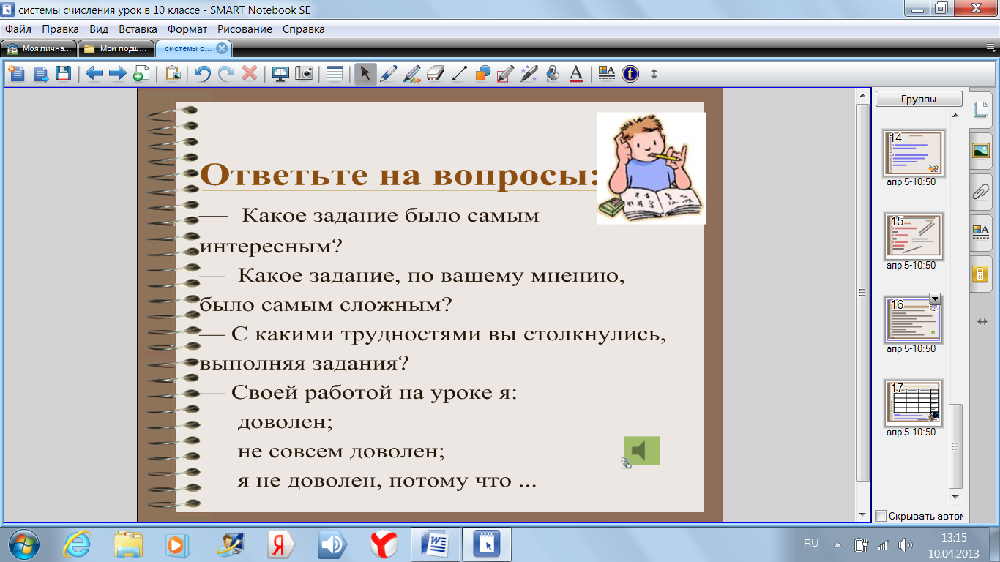 системы счисления урок в 10 классе - SMART Notebook SE
Файл Правка Вид Вставка Формат Рисование Справка
Моя лична... Мои подш... системы с...
Группы
Ответьте на вопросы:
— Какое задание было самым
интересным?
— Какое задание, по вашему мнению,
было самым сложным?
— С какими трудностями вы столкнулись,
выполняя задания?
— Своей работой на уроке я:
доволен;
не совсем доволен;
я не доволен, потому что ...
14
апр 5-10:50
15
апр 5-10:50
16
апр 5-10:50
17
апр 5-10:50
Скрывать автом
RU
13:15
10.04.2013